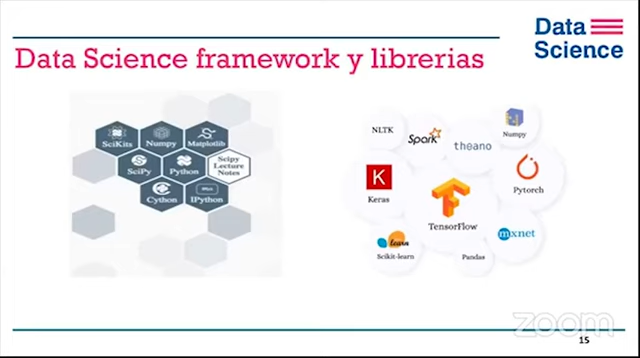 Data
Science
Data Science framework y librerias
SciKits
Numpy
Matplotlib
SciPy
Python
Scipy
Lecture
Notes
Cython
IPython
NLTK
Spark
theano
Numpy
K
Keras
TensorFlow
Pytorch
learn
Scikit-learn
Pandas
mxnet
zoom
15